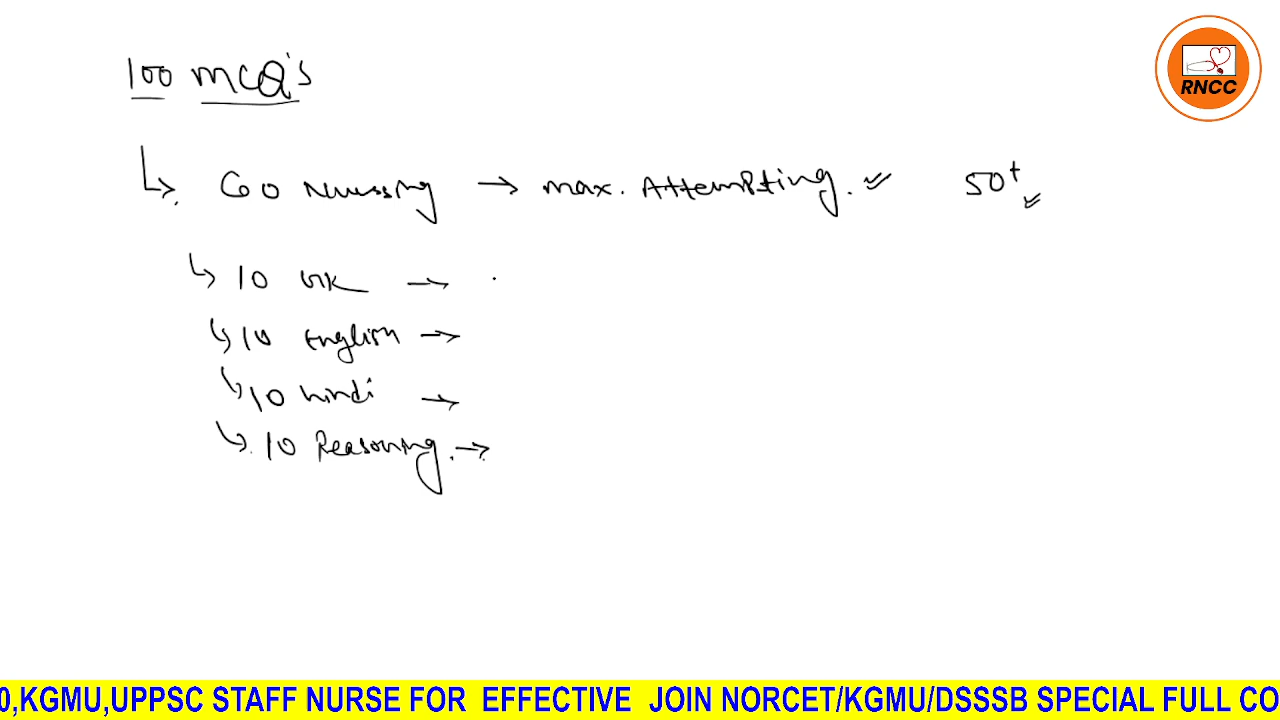 100 MCQ's
RNCC
↳ 60 Nursing → max. Attempting. 50+
↳ 10 GK →
↳ 10 English →
↳ 10 hindi →
↳ 10 Reasoning. →
0,KGMU,UPPSC STAFF NURSE FOR EFFECTIVE JOIN NORCET/KGMU/DSSSB SPECIAL FULL CO